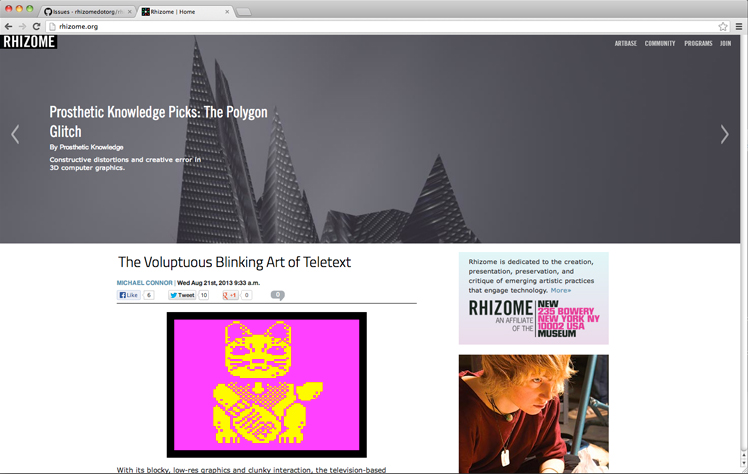 Issues · rhizomedotorg/rh
Rhizome | Home
rhizome.org
RHIZOME
ARTBASE COMMUNITY PROGRAMS JOIN
Prosthetic Knowledge Picks: The Polygon
Glitch
By Prosthetic Knowledge
Constructive distortions and creative error in
3D computer graphics.
The Voluptuous Blinking Art of Teletext
MICHAEL CONNOR | Wed Aug 21st, 2013 9:33 a.m.
Like 6 Tweet 10 +1 0 0
With its blocky, low-res graphics and clunky interaction, the television-based
Rhizome is dedicated to the creation,
presentation, preservation, and
critique of emerging artistic practices
that engage technology. More»
RHIZOME
AN AFFILIATE
OF THE
NEW
235 BOWERY
NEW YORK NY
10002 USA
MUSEUM